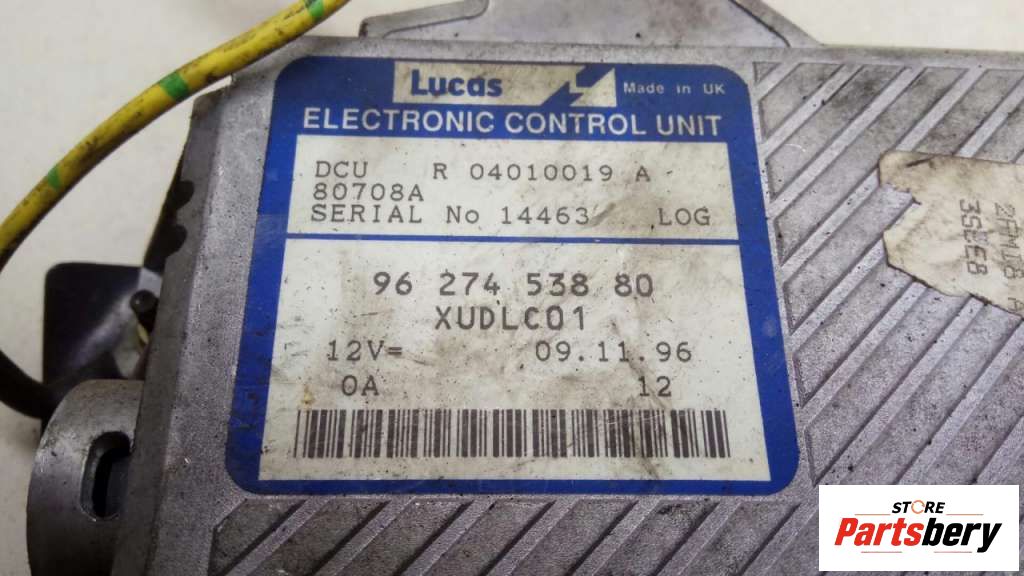 Lucas
Made in UK
ELECTRONIC CONTROL UNIT
DCU R 04010019 A
80708A
SERIAL No 14463 LOG
96 274 538 80
XUDLC01
12V= 09.11.96
0A 12
STORE
Partsbery